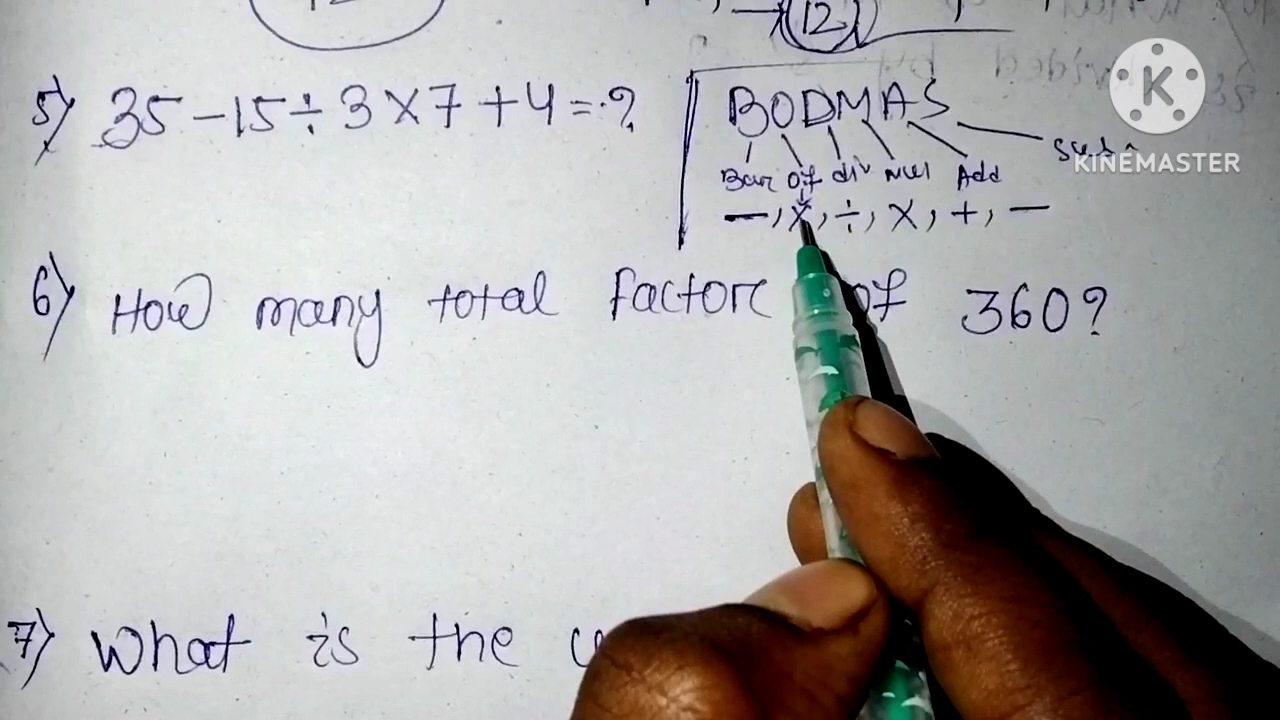 12
5) 35 - 15 ÷ 3 × 7 + 4 = ?
BODMAS
Bar of div Mul Add
—, ×, ÷, ×, +, —
K
KINEMASTER
6) How many total factors of 360?
7) What is the